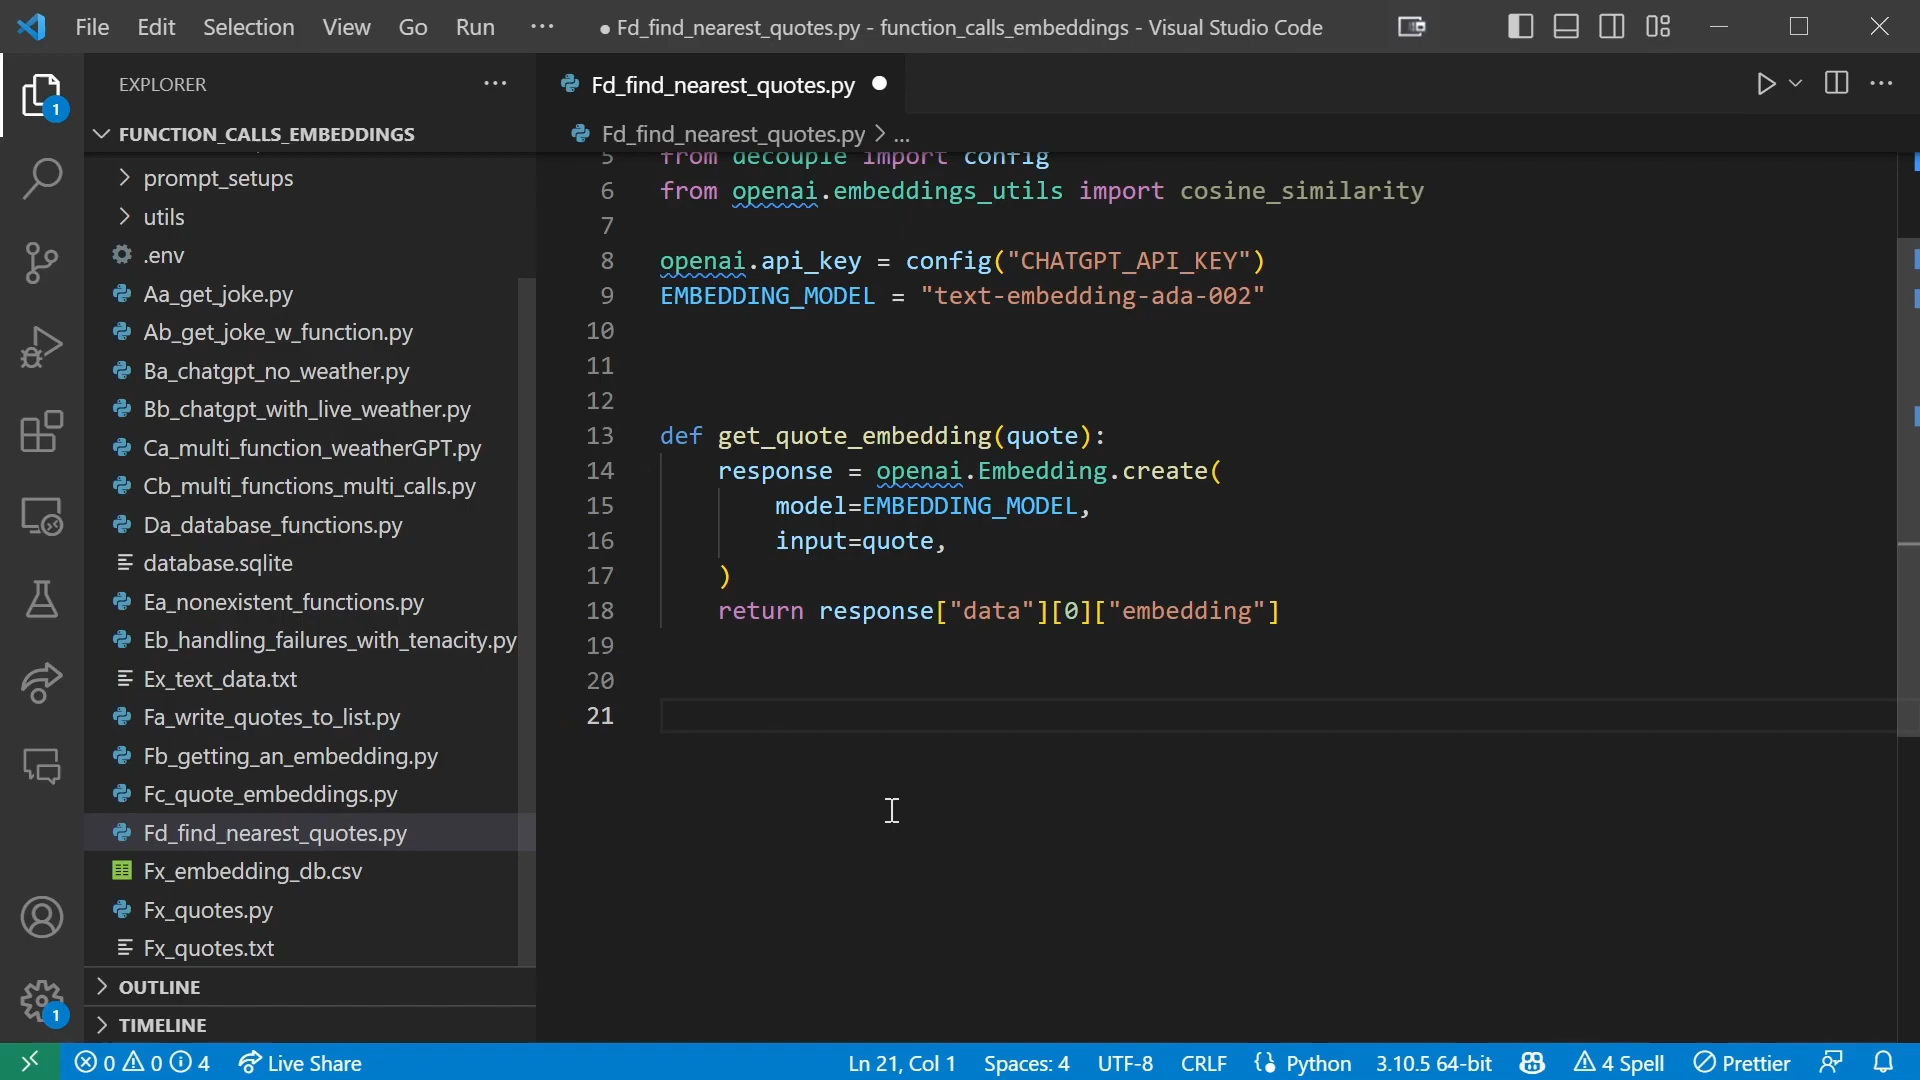 File Edit Selection View Go Run ··· ● Fd_find_nearest_quotes.py - function_calls_embeddings - Visual Studio Code
EXPLORER ···
1
FUNCTION_CALLS_EMBEDDINGS
prompt_setups
utils
.env
Aa_get_joke.py
Ab_get_joke_w_function.py
Ba_chatgpt_no_weather.py
Bb_chatgpt_with_live_weather.py
Ca_multi_function_weatherGPT.py
Cb_multi_functions_multi_calls.py
Da_database_functions.py
database.sqlite
Ea_nonexistent_functions.py
Eb_handling_failures_with_tenacity.py
Ex_text_data.txt
Fa_write_quotes_to_list.py
Fb_getting_an_embedding.py
Fc_quote_embeddings.py
Fd_find_nearest_quotes.py
Fx_embedding_db.csv
Fx_quotes.py
Fx_quotes.txt
OUTLINE
1
TIMELINE
Fd_find_nearest_quotes.py ●
Fd_find_nearest_quotes.py > ...
5 from decouple import config
6 from openai.embeddings_utils import cosine_similarity
7
8 openai.api_key = config("CHATGPT_API_KEY")
9 EMBEDDING_MODEL = "text-embedding-ada-002"
10
11
12
13 def get_quote_embedding(quote):
14 response = openai.Embedding.create(
15 model=EMBEDDING_MODEL,
16 input=quote,
17 )
18 return response["data"][0]["embedding"]
19
20
21
0 0 4 Live Share Ln 21, Col 1 Spaces: 4 UTF-8 CRLF Python 3.10.5 64-bit 4 Spell Prettier